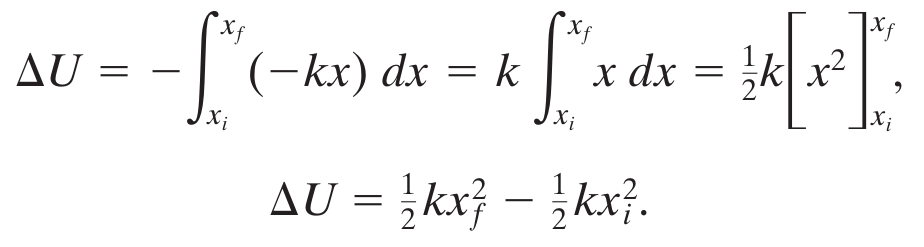 ΔU = −∫_{x_i}^{x_f} (−kx) dx = k ∫_{x_i}^{x_f} x dx = ½k[x²]_{x_i}^{x_f},
ΔU = ½kx_f² − ½kx_i².